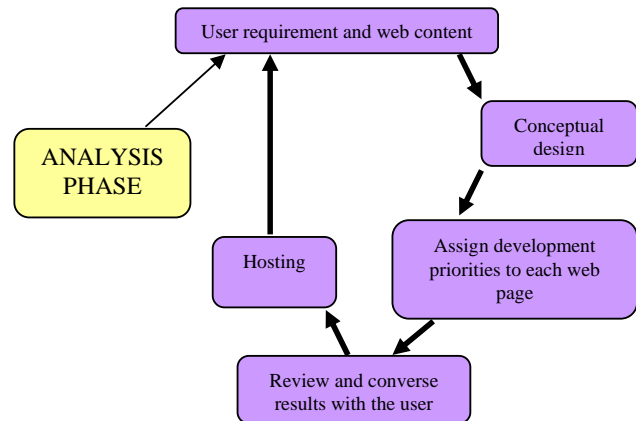 User requirement and web content
Conceptual
design
ANALYSIS
PHASE
Assign development
priorities to each web
page
Hosting
Review and converse
results with the user